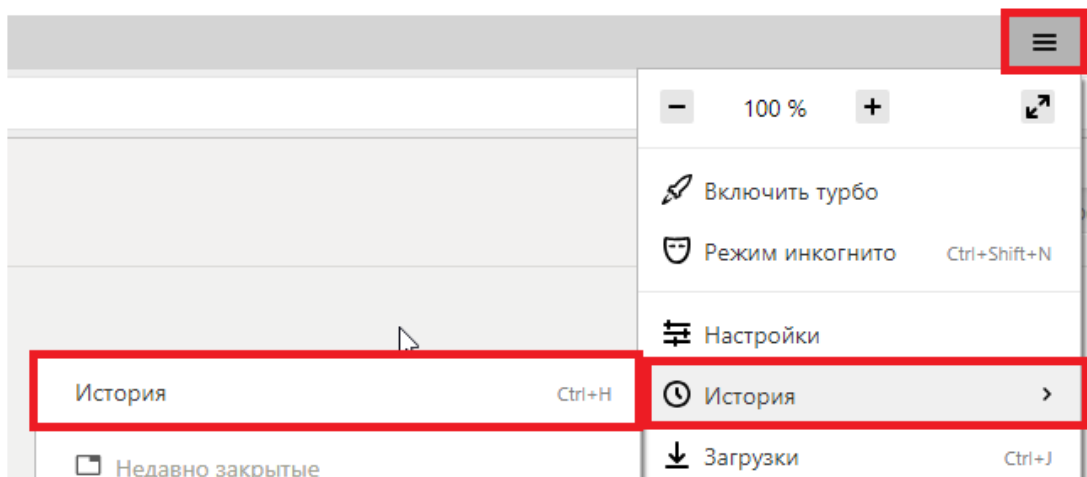 100 %
Включить турбо
Режим инкогнито Ctrl+Shift+N
Настройки
История Ctrl+H
История
Недавно закрытые
Загрузки Ctrl+J